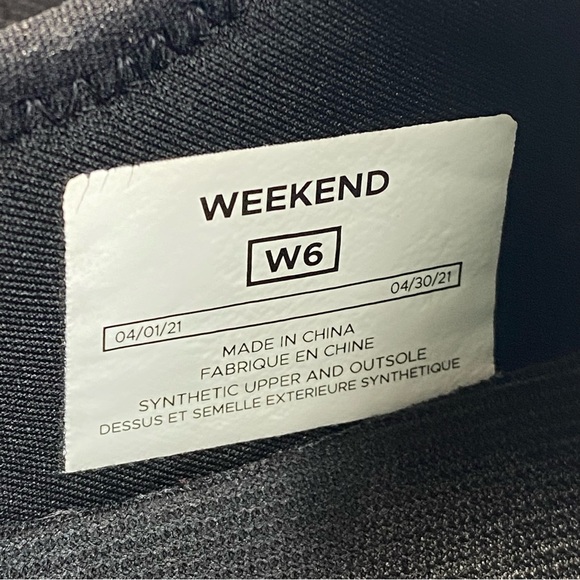 WEEKEND
W6
04/01/21 04/30/21
MADE IN CHINA
FABRIQUE EN CHINE
SYNTHETIC UPPER AND OUTSOLE
DESSUS ET SEMELLE EXTERIEURE SYNTHÉTIQUE